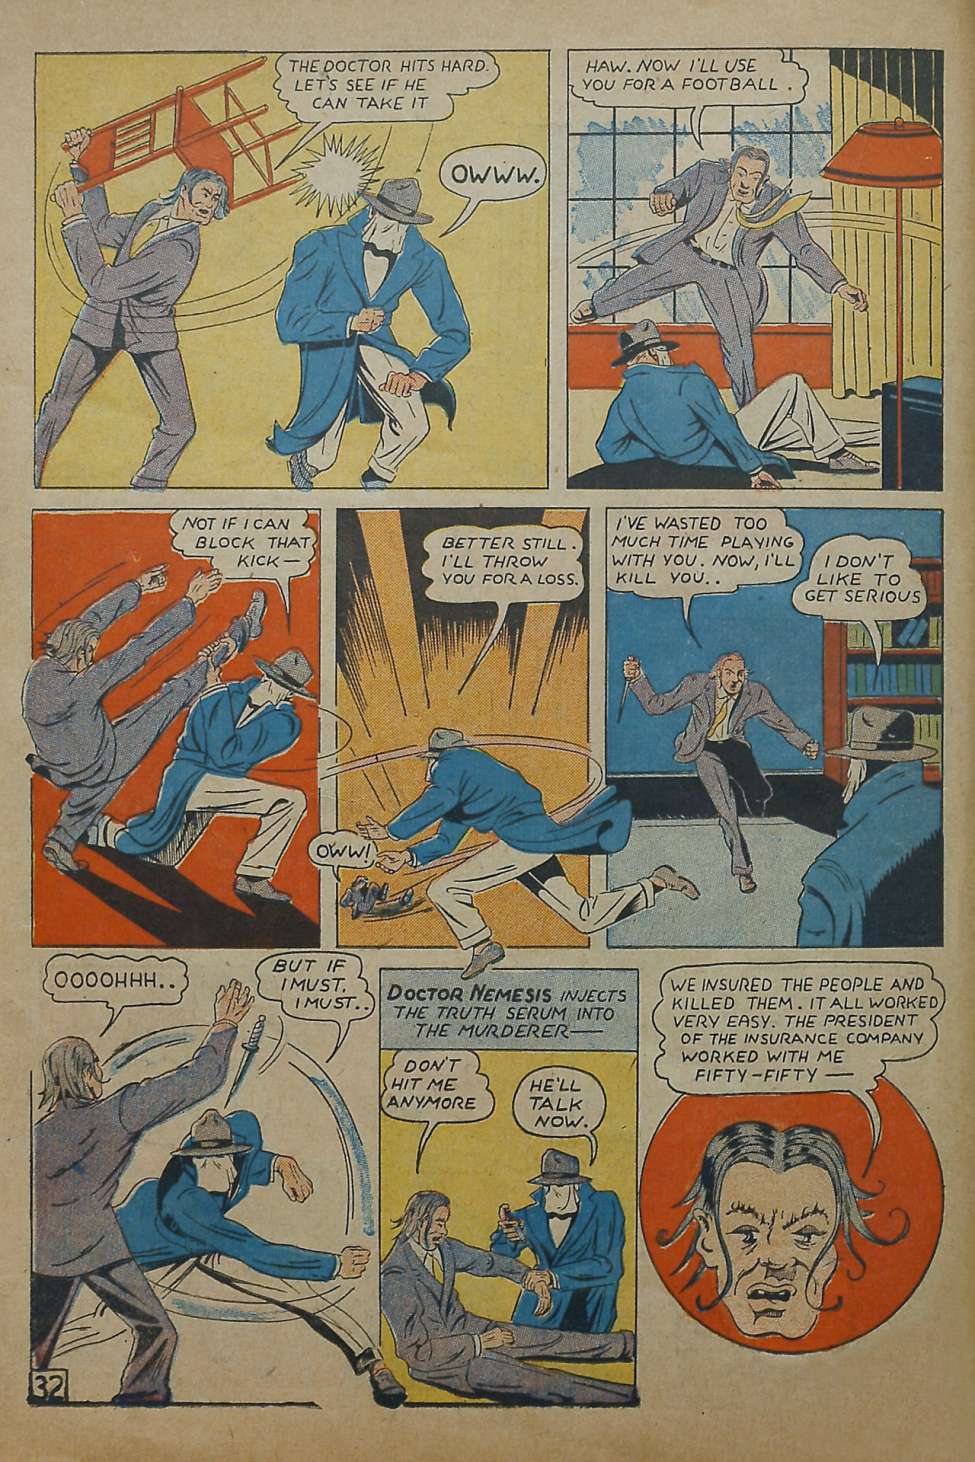 THE DOCTOR HITS HARD.
LET'S SEE IF HE
CAN TAKE IT
OWWW.
HAW. NOW I'LL USE
YOU FOR A FOOTBALL.
NOT IF I CAN
BLOCK THAT
KICK—
BETTER STILL.
I'LL THROW
YOU FOR A LOSS.
OWW!
I'VE WASTED TOO
MUCH TIME PLAYING
WITH YOU. NOW, I'LL
KILL YOU..
I DON'T
LIKE TO
GET SERIOUS
OOOOHHH..
BUT IF
I MUST,
I MUST..
DOCTOR NEMESIS INJECTS
THE TRUTH SERUM INTO
THE MURDERER—
DON'T
HIT ME
ANYMORE
HE'LL
TALK
NOW.
WE INSURED THE PEOPLE AND
KILLED THEM. IT ALL WORKED
VERY EASY. THE PRESIDENT
OF THE INSURANCE COMPANY
WORKED WITH ME
FIFTY-FIFTY—
32